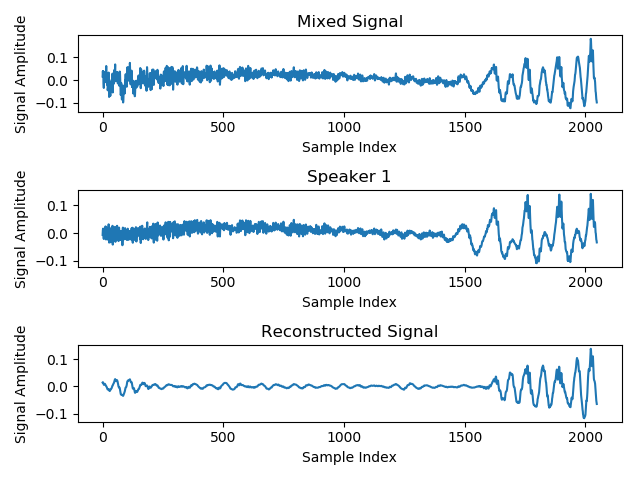 Mixed Signal
Signal Amplitude
0.1
0.0
−0.1
0 500 1000 1500 2000
Sample Index
Speaker 1
Signal Amplitude
0.1
0.0
−0.1
0 500 1000 1500 2000
Sample Index
Reconstructed Signal
Signal Amplitude
0.1
0.0
−0.1
0 500 1000 1500 2000
Sample Index